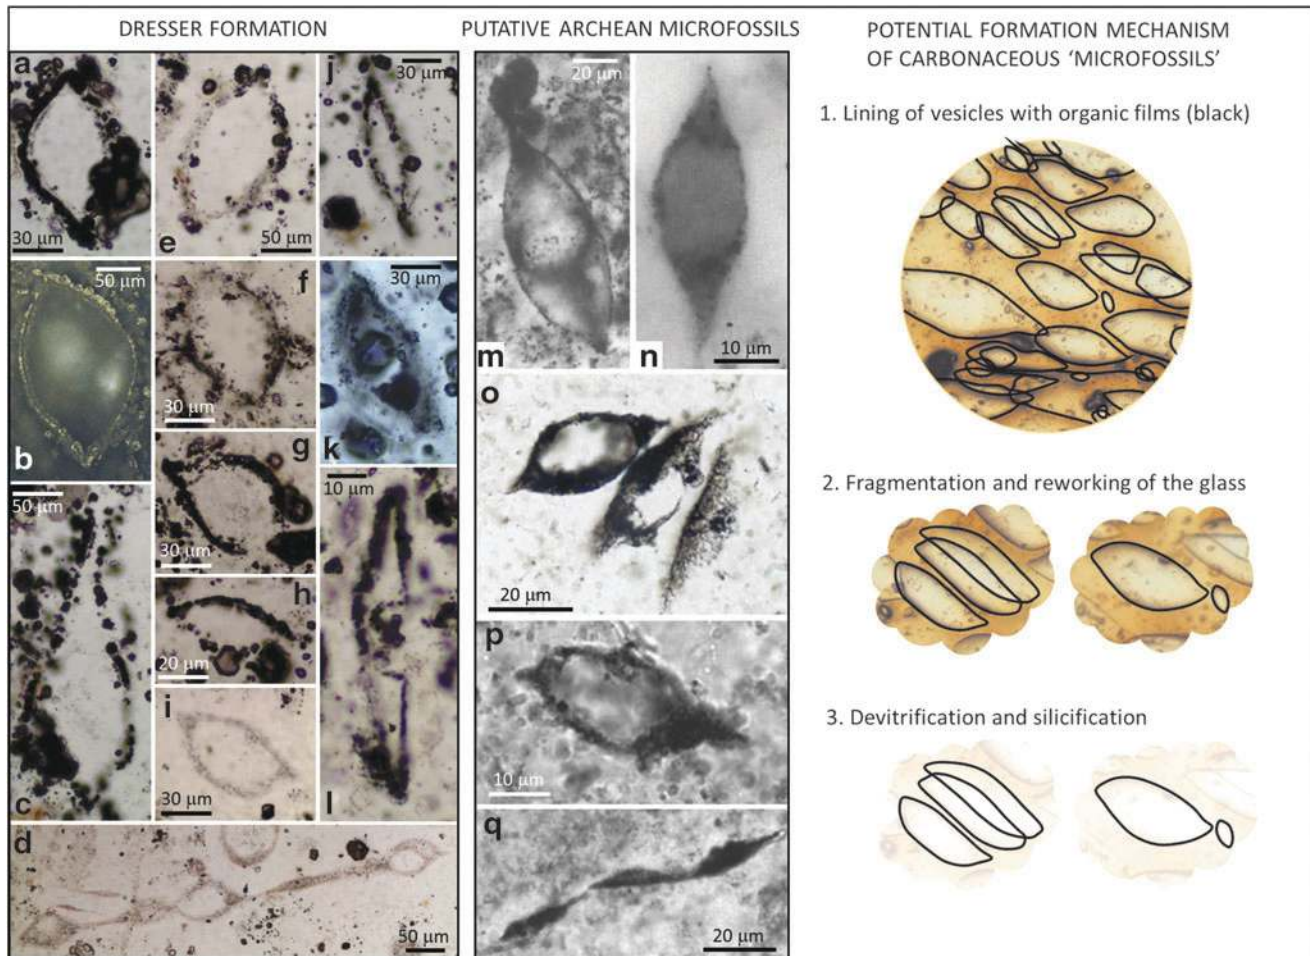 DRESSER FORMATION
a
30 μm
e
50 μm
j
30 μm
b
50 μm
f
30 μm
k
30 μm
g
30 μm
c
50 μm
h
20 μm
l
10 μm
i
30 μm
d
50 μm
PUTATIVE ARCHEAN MICROFOSSILS
m
20 μm
n
10 μm
o
20 μm
p
10 μm
q
20 μm
POTENTIAL FORMATION MECHANISM
OF CARBONACEOUS ‘MICROFOSSILS’
1. Lining of vesicles with organic films (black)
2. Fragmentation and reworking of the glass
3. Devitrification and silicification